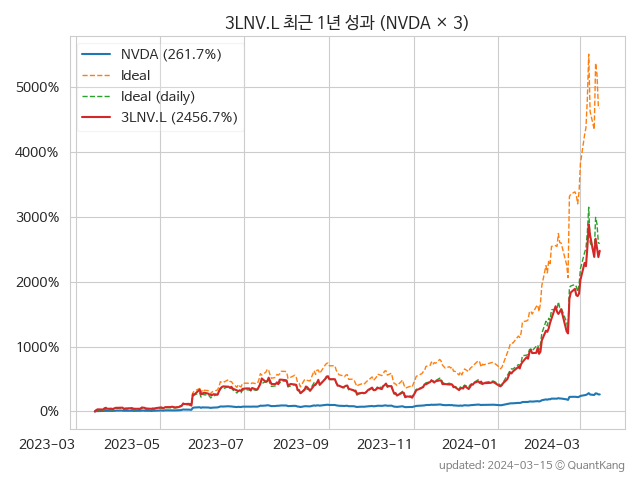 3LNV.L 최근 1년 성과 (NVDA × 3)
NVDA (261.7%)
Ideal
Ideal (daily)
3LNV.L (2456.7%)
5000%
4000%
3000%
2000%
1000%
0%
2023-03 2023-05 2023-07 2023-09 2023-11 2024-01 2024-03
updated: 2024-03-15 © QuantKang